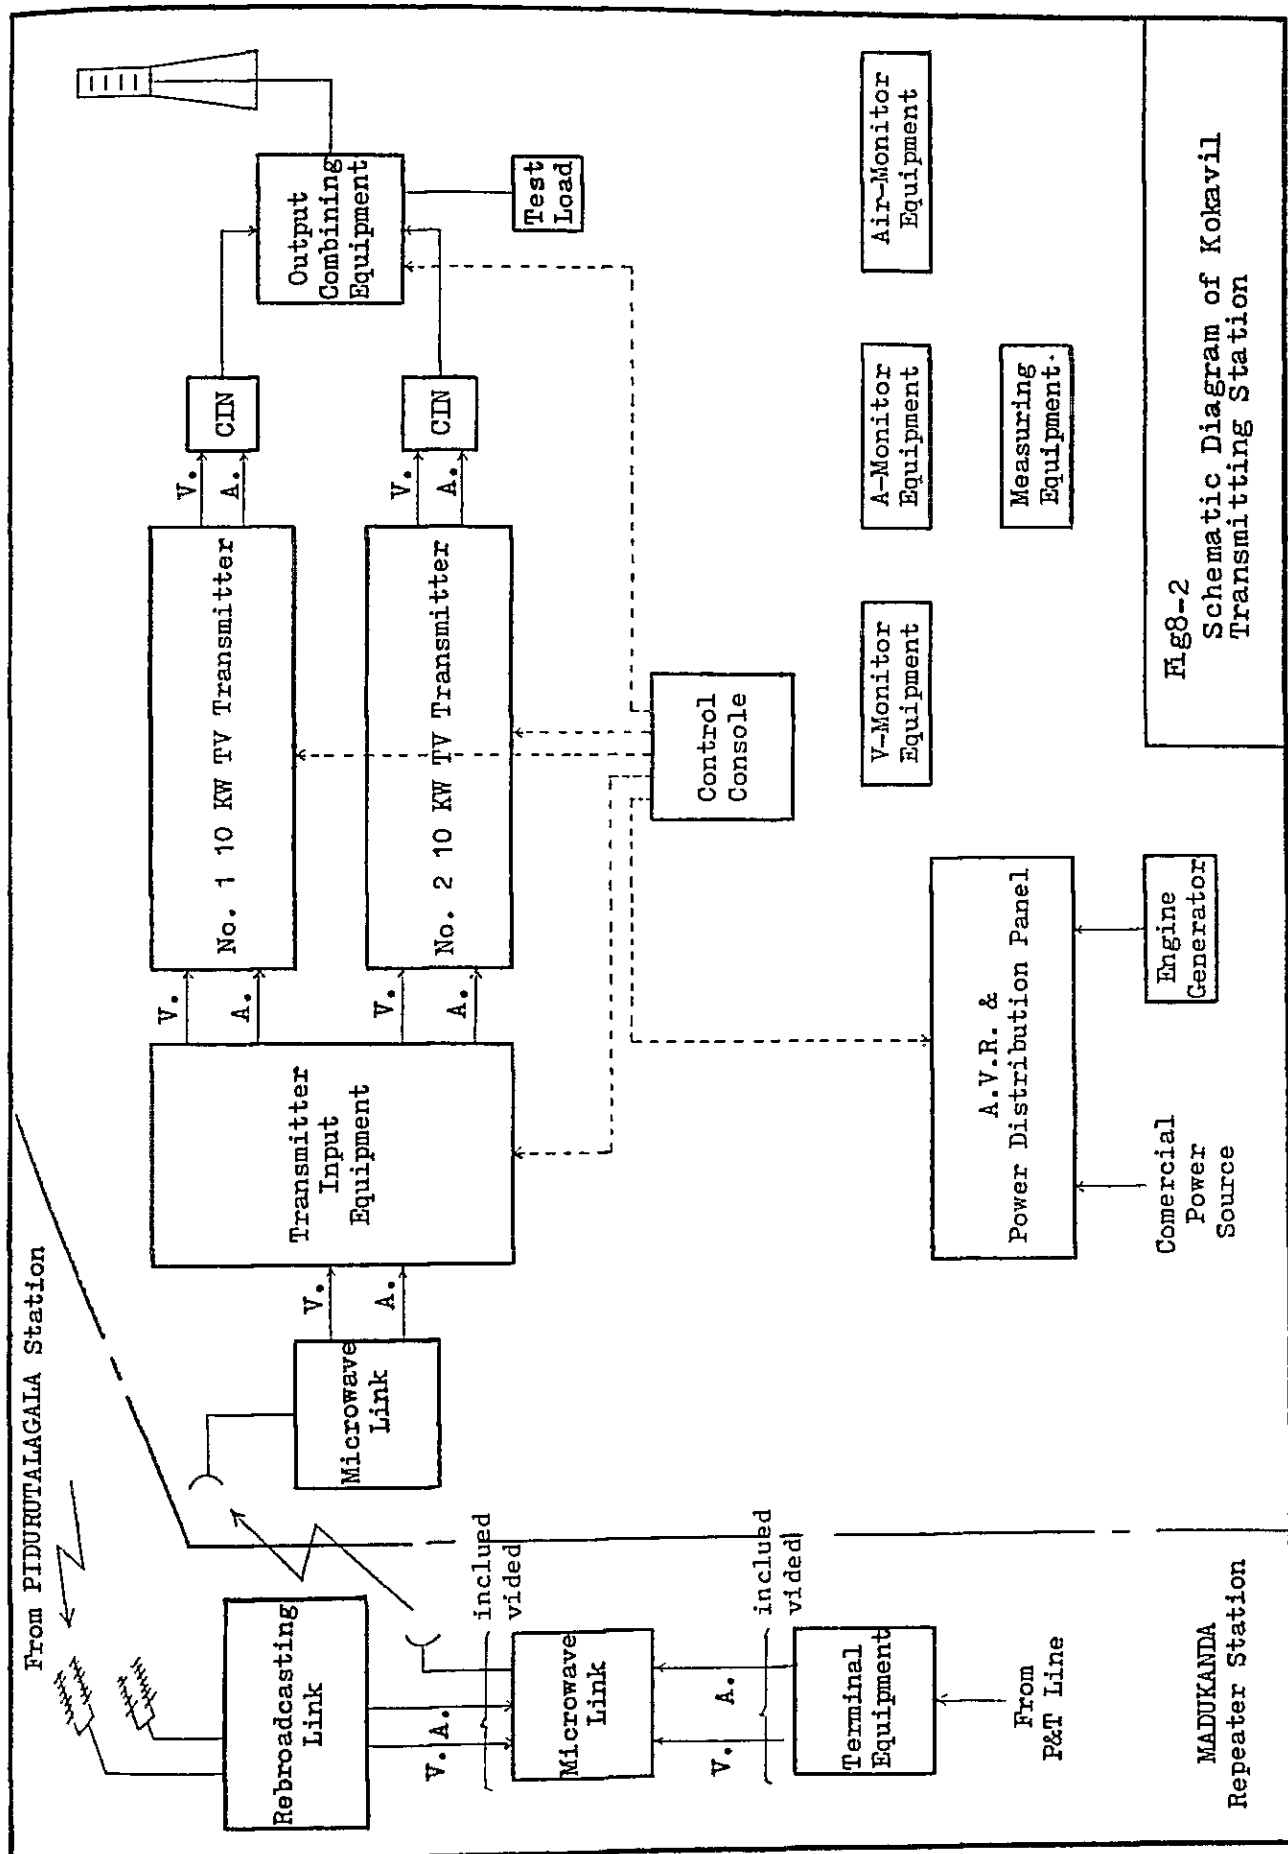 From PIDURUTALAGALA Station
Rebroadcasting
Link
V. A.
inclued
vided
Microwave
Link
V. A.
inclued
vided
Terminal
Equipment
From
P&T Line
MADUKANDA
Repeater Station
Microwave
Link
V.
A.
Transmitter
Input
Equipment
V.
A.
V.
A.
No. 1 10 KW TV Transmitter
No. 2 10 KW TV Transmitter
V.
A.
V.
A.
CIN
CIN
Output
Combining
Equipment
Test
Load
Control
Console
A.V.R. &
Power Distribution Panel
Comercial
Power
Source
Engine
Generator
V-Monitor
Equipment
A-Monitor
Equipment
Air-Monitor
Equipment
Measuring
Equipment.
Fig8-2
Schematic Diagram of Kokavil
Transmitting Station